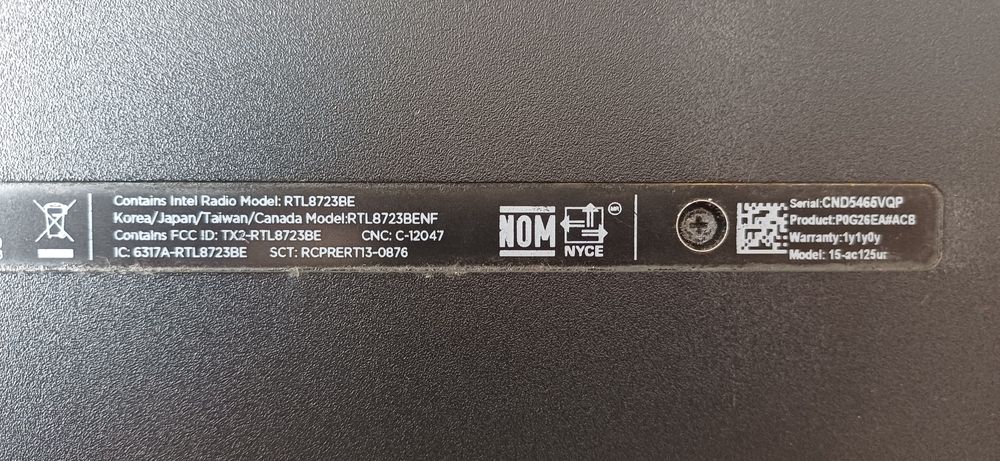 Contains Intel Radio Model: RTL8723BE
Korea/Japan/Taiwan/Canada Model:RTL8723BENF
Contains FCC ID: TX2-RTL8723BE CNC: C-12047
IC: 6317A-RTL8723BE SCT: RCPRERT13-0876
NOM
NYCE
Serial:CND5465VQP
Product:P0G26EA#ACB
Warranty:1y1y0y
Model: 15-ac125ur